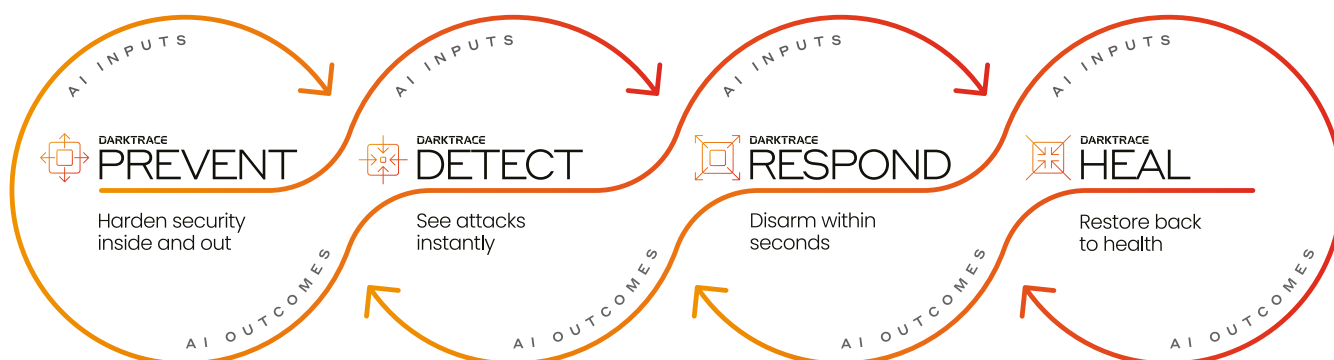 AI INPUTS
DARKTRACE
PREVENT
Harden security
inside and out
AI OUTCOMES
AI INPUTS
DARKTRACE
DETECT
See attacks
instantly
AI OUTCOMES
AI INPUTS
DARKTRACE
RESPOND
Disarm within
seconds
AI OUTCOMES
AI INPUTS
DARKTRACE
HEAL
Restore back
to health
AI OUTCOMES